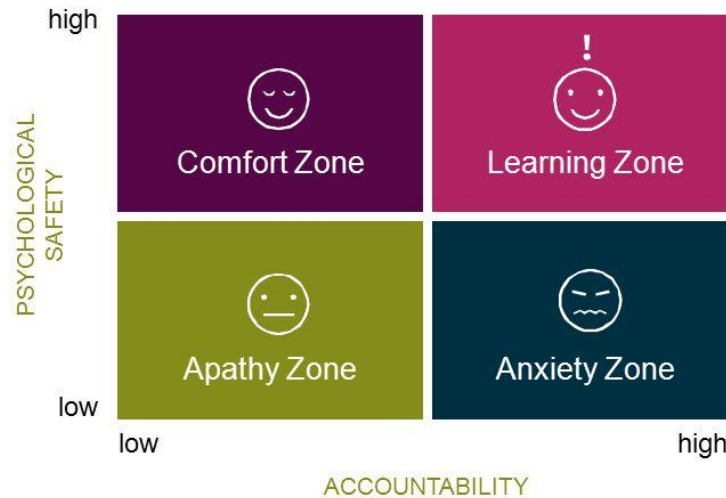 high
!
Comfort Zone
Learning Zone
PSYCHOLOGICAL
SAFETY
Apathy Zone
Anxiety Zone
low
low
high
ACCOUNTABILITY